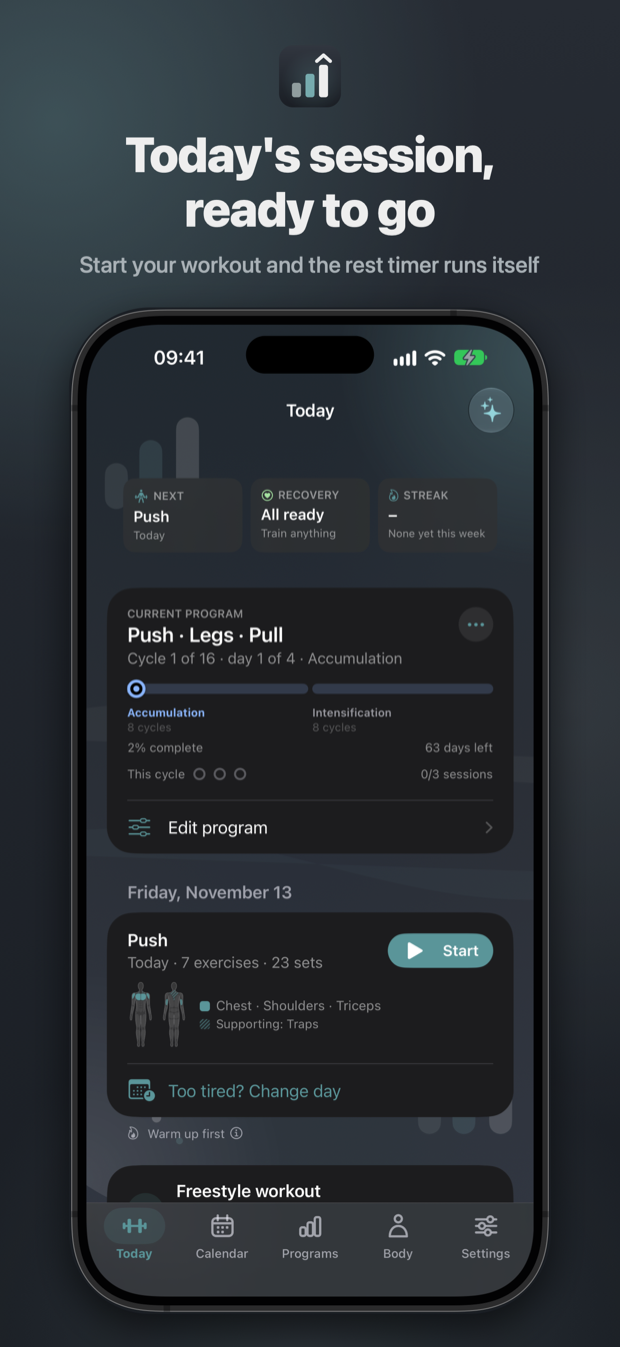 Today's session,
ready to go
Start your workout and the rest timer runs itself
09:41
Today
NEXT
Push
Today
RECOVERY
All ready
Train anything
STREAK
–
None yet this week
CURRENT PROGRAM
Push · Legs · Pull
Cycle 1 of 16 · day 1 of 4 · Accumulation
Accumulation
8 cycles
Intensification
8 cycles
2% complete
63 days left
This cycle
0/3 sessions
Edit program
Friday, November 13
Push
Today · 7 exercises · 23 sets
Start
Chest · Shoulders · Triceps
Supporting: Traps
Too tired? Change day
Warm up first
Freestyle workout
Today
Calendar
Programs
Body
Settings